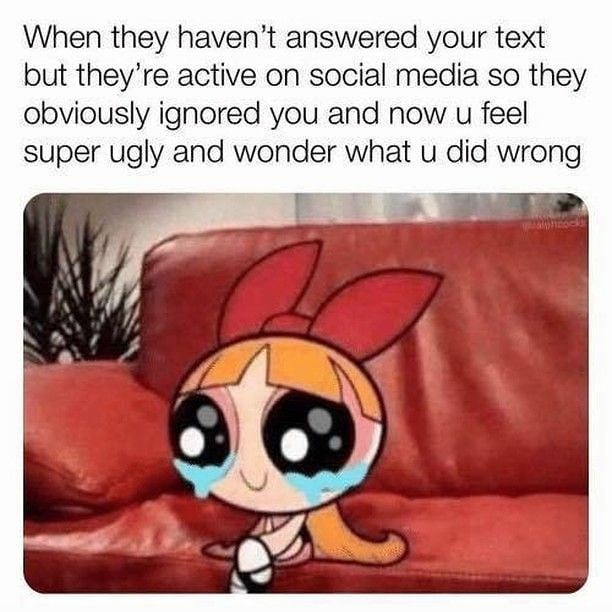 When they haven’t answered your text
but they’re active on social media so they
obviously ignored you and now u feel
super ugly and wonder what u did wrong